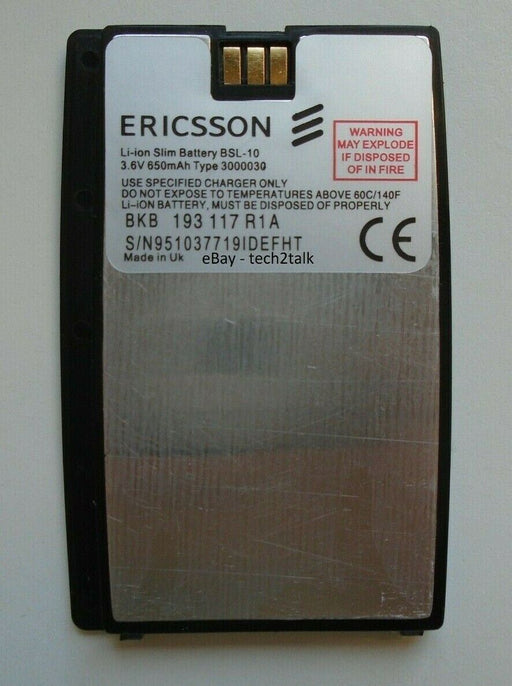 ERICSSON
Li-ion Slim Battery BSL-10
3.6V 650mAh Type 3000030
WARNING
MAY EXPLODE
IF DISPOSED
OF IN FIRE
USE SPECIFIED CHARGER ONLY
DO NOT EXPOSE TO TEMPERATURES ABOVE 60C/140F
Li-iON BATTERY, MUST BE DISPOSED OF PROPERLY
BKB 193 117 R1A
S/N951037719IDEFHT
Made in Uk
CE
eBay - tech2talk